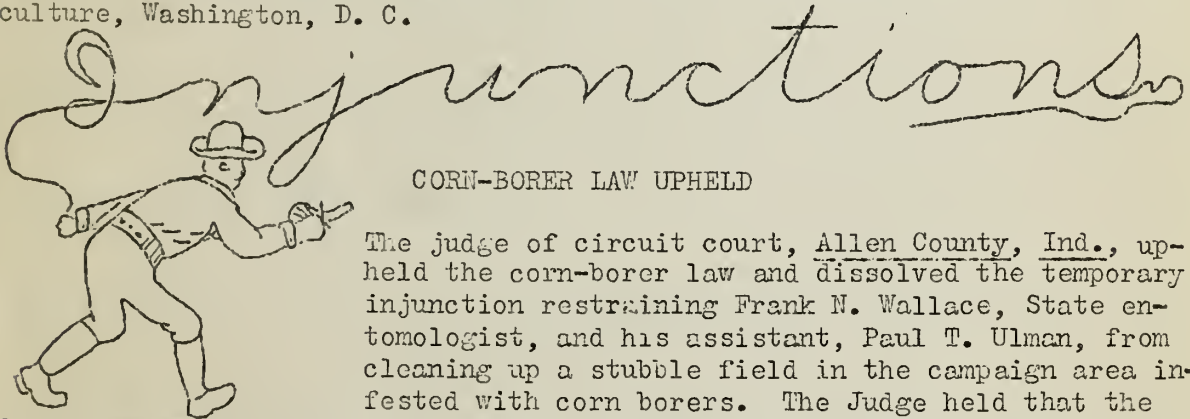 culture, Washington, D. C.
Injunctions
CORN-BORER LAW UPHELD
The judge of circuit court, Allen County, Ind., up-
held the corn-borer law and dissolved the temporary
injunction restraining Frank N. Wallace, State en-
tomologist, and his assistant, Paul T. Ulman, from
cleaning up a stubble field in the campaign area in-
fested with corn borers. The Judge held that the